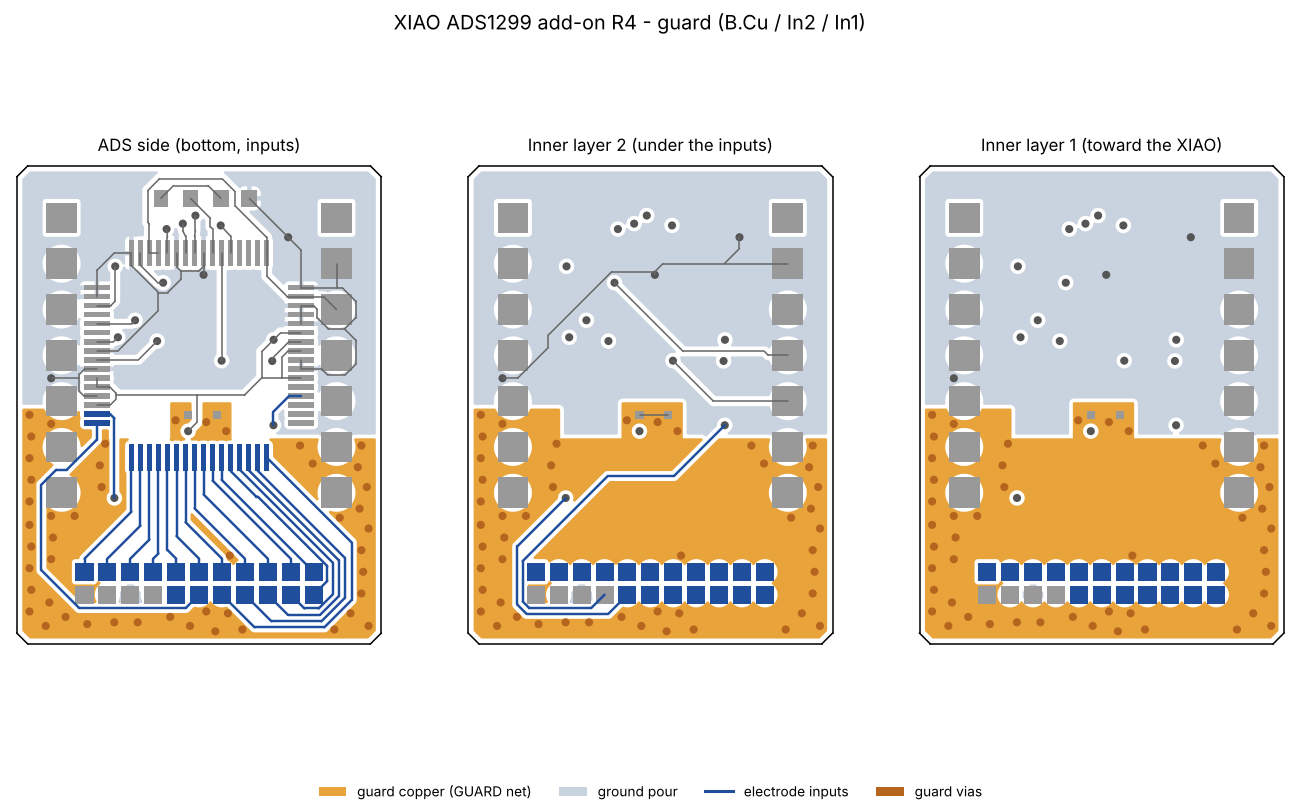 XIAO ADS1299 add-on R4 - guard (B.Cu / In2 / In1)
ADS side (bottom, inputs)
Inner layer 2 (under the inputs)
Inner layer 1 (toward the XIAO)
guard copper (GUARD net)
ground pour
electrode inputs
guard vias